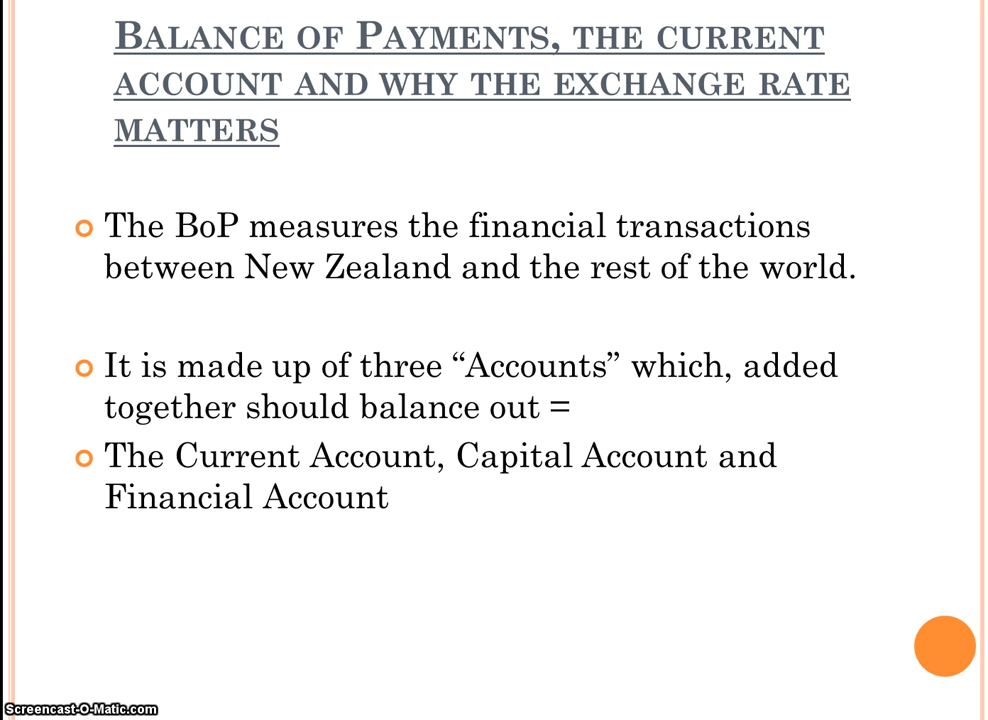 BALANCE OF PAYMENTS, THE CURRENT
ACCOUNT AND WHY THE EXCHANGE RATE
MATTERS
The BoP measures the financial transactions
between New Zealand and the rest of the world.
It is made up of three “Accounts” which, added
together should balance out =
The Current Account, Capital Account and
Financial Account
Screencast-O-Matic.com